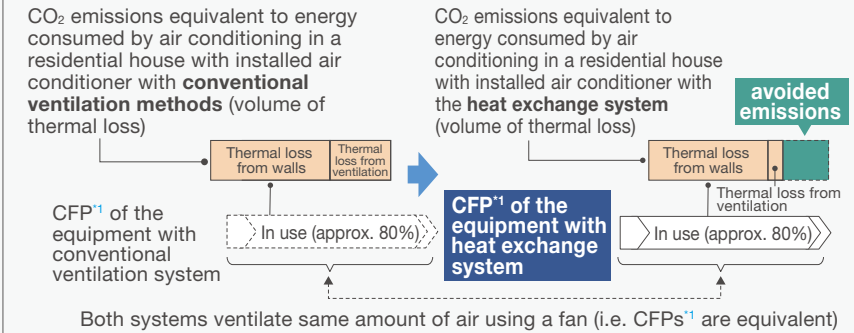 CO₂ emissions equivalent to energy
consumed by air conditioning in a
residential house with installed air
conditioner with conventional
ventilation methods (volume of
thermal loss)
CO₂ emissions equivalent to
energy consumed by air
conditioning in a residential house
with installed air conditioner with
the heat exchange system
(volume of thermal loss)
avoided
emissions
Thermal loss
from walls
Thermal
loss from
ventilation
Thermal loss
from walls
Thermal loss from
ventilation
CFP*1 of the
equipment with
conventional
ventilation system
In use (approx. 80%)
CFP*1 of the
equipment with
heat exchange
system
In use (approx. 80%)
Both systems ventilate same amount of air using a fan (i.e. CFPs*1 are equivalent)